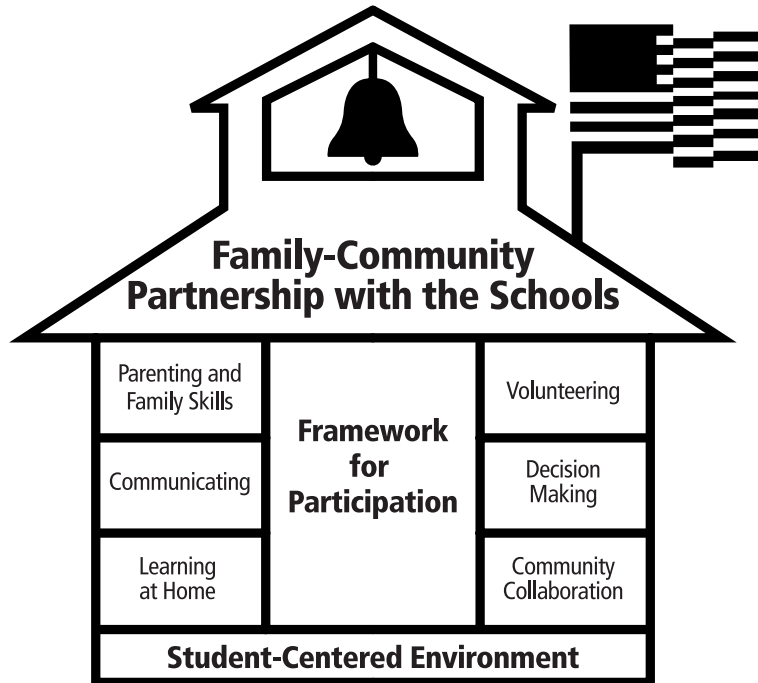 Family-Community
Partnership with the Schools
Parenting and
Family Skills
Communicating
Learning
at Home
Framework
for
Participation
Volunteering
Decision
Making
Community
Collaboration
Student-Centered Environment